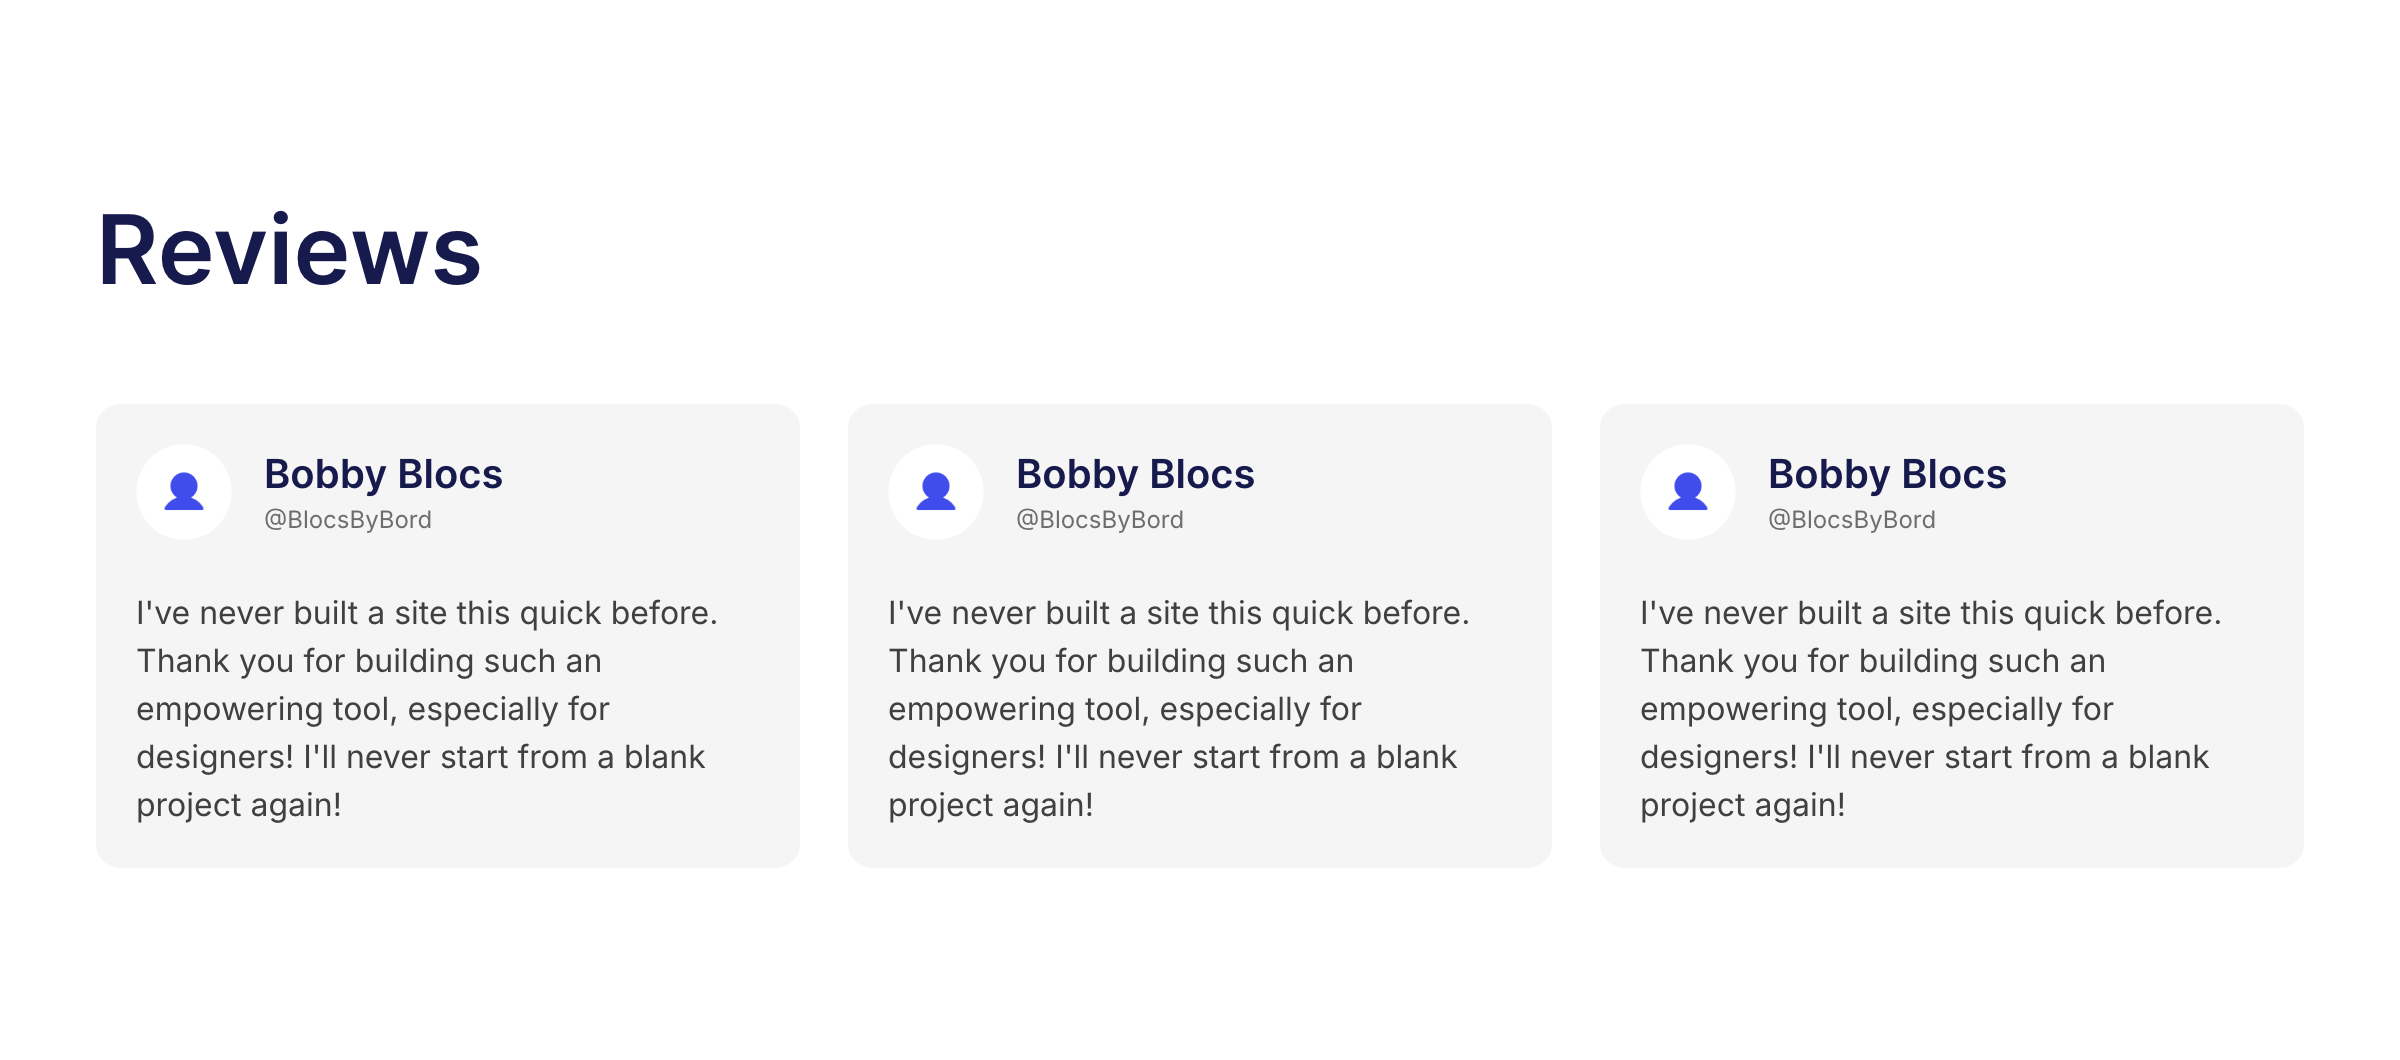 Reviews
Bobby Blocs
@BlocsByBord
I've never built a site this quick before.
Thank you for building such an
empowering tool, especially for
designers! I'll never start from a blank
project again!
Bobby Blocs
@BlocsByBord
I've never built a site this quick before.
Thank you for building such an
empowering tool, especially for
designers! I'll never start from a blank
project again!
Bobby Blocs
@BlocsByBord
I've never built a site this quick before.
Thank you for building such an
empowering tool, especially for
designers! I'll never start from a blank
project again!